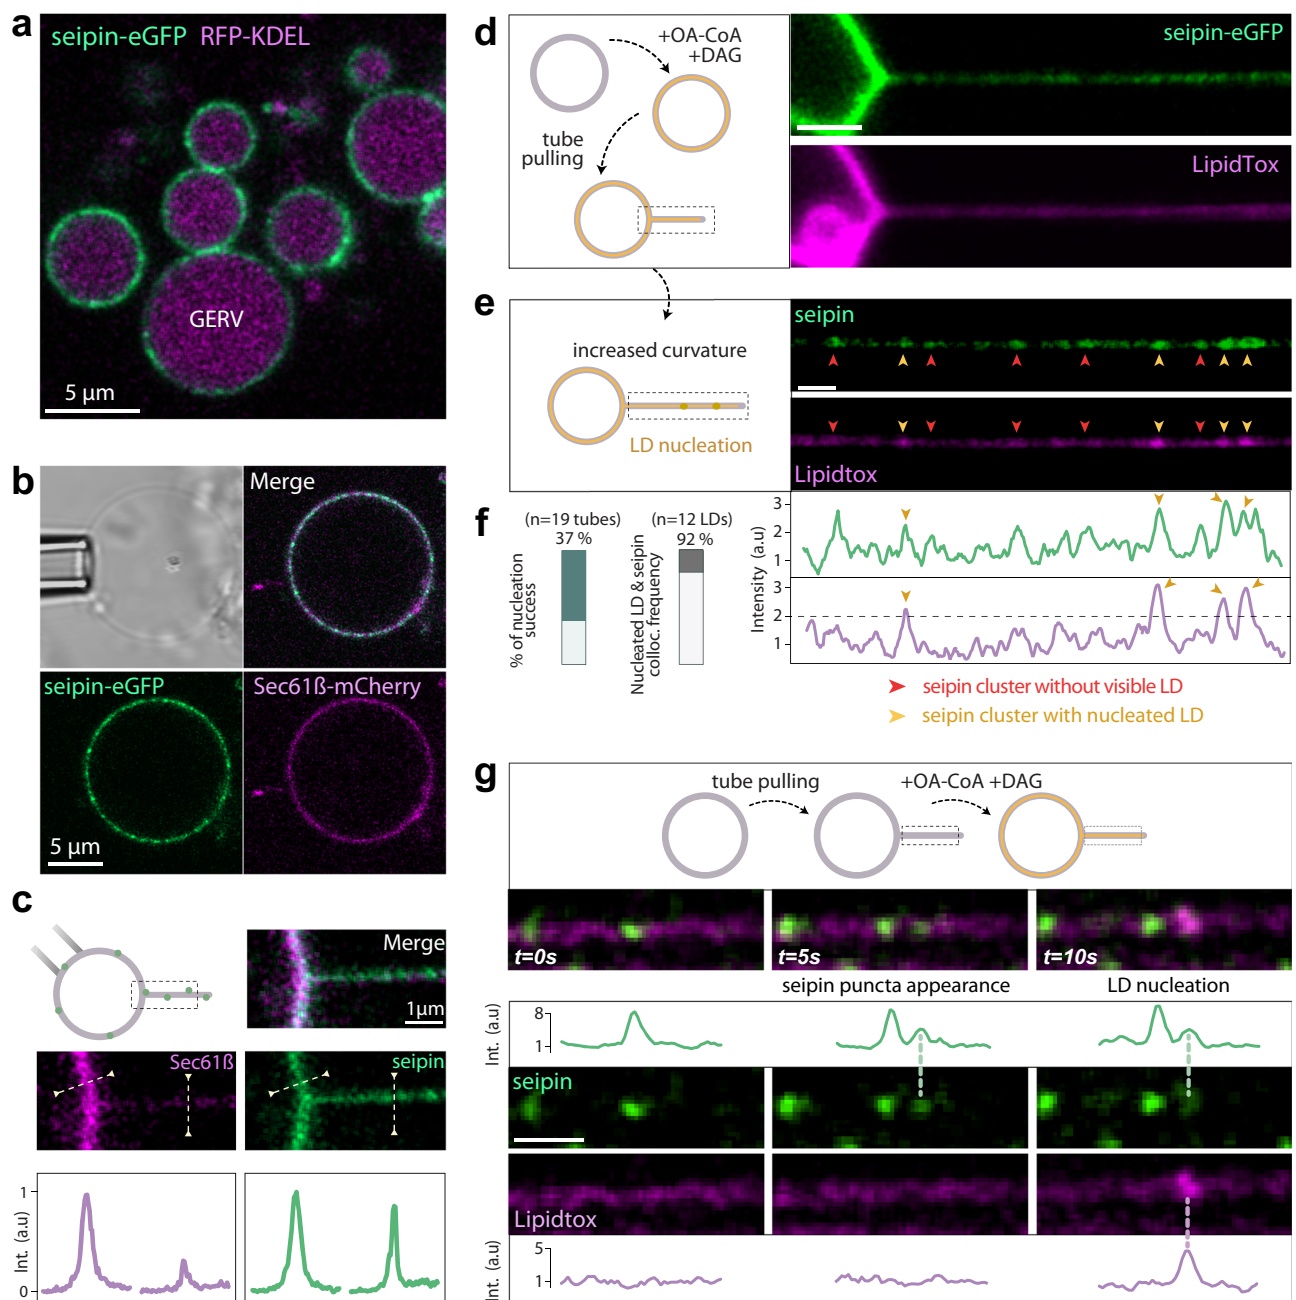 a
seipin-eGFP RFP-KDEL
GERV
5 µm
b
Merge
seipin-eGFP
Sec61ß-mCherry
5 µm
c
Merge
1µm
Sec61ß
seipin
Int. (a.u)
1
0
d
+OA-CoA
+DAG
tube
pulling
seipin-eGFP
LipidTox
e
increased curvature
LD nucleation
seipin
Lipidtox
f
(n=19 tubes)
37 %
% of nucleation
success
(n=12 LDs)
92 %
Nucleated LD & seipin
colloc. frequency
Intensity (a.u)
3
2
1
3
2
1
seipin cluster without visible LD
seipin cluster with nucleated LD
g
tube pulling
+OA-CoA +DAG
t=0s
t=5s
t=10s
seipin puncta appearance
LD nucleation
Int. (a.u)
8
1
seipin
Lipidtox
Int. (a.u)
5
1